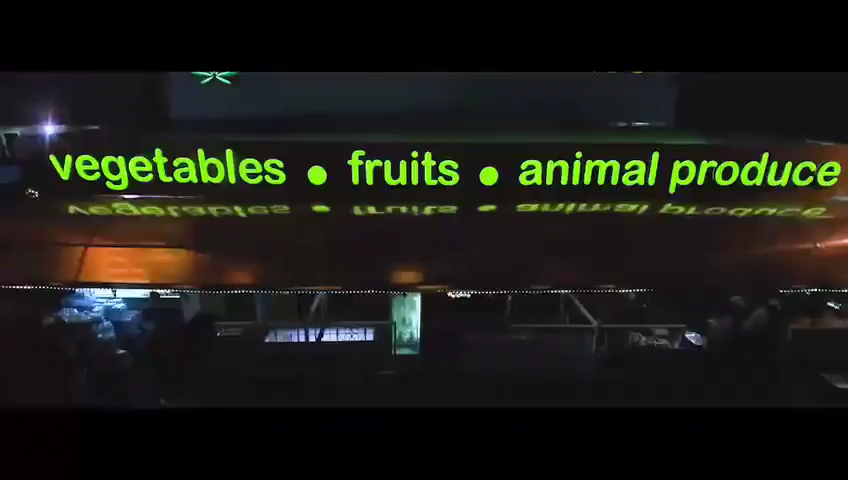 vegetables • fruits • animal produce